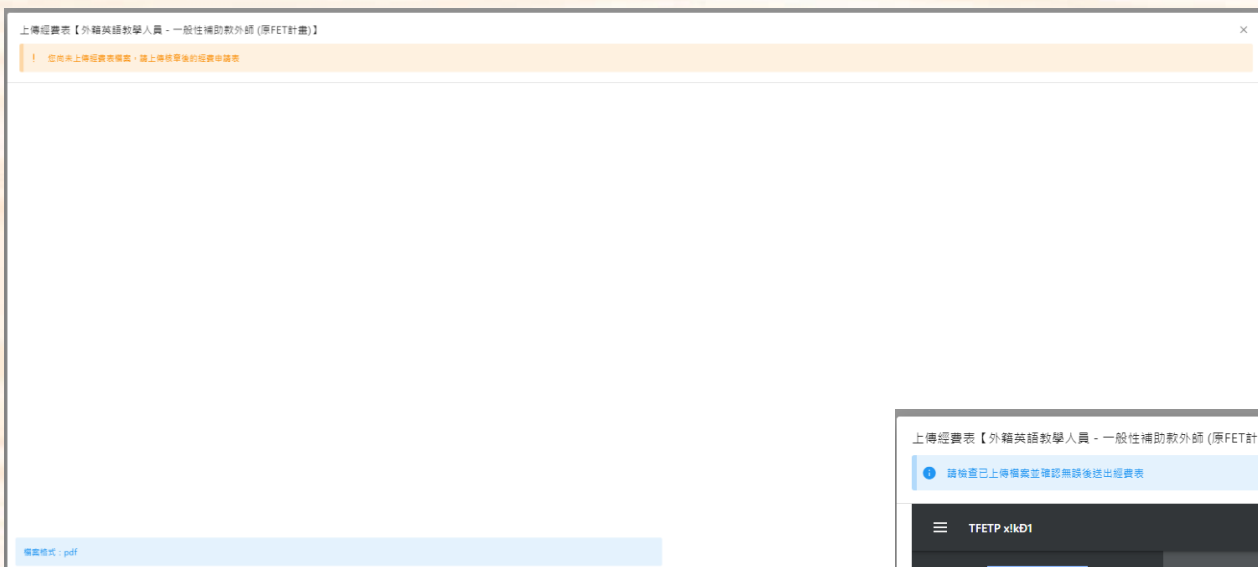 上傳經費表【外籍英語教學人員 - 一般性補助款外師 (原FET計畫)】
! 您尚未上傳經費表檔案，請上傳核章後的經費申請表
檔案格式：pdf
上傳經費表【外籍英語教學人員 - 一般性補助款外師 (原FET計
請檢查已上傳檔案並確認無誤後送出經費表
TFETP x!kÐ1